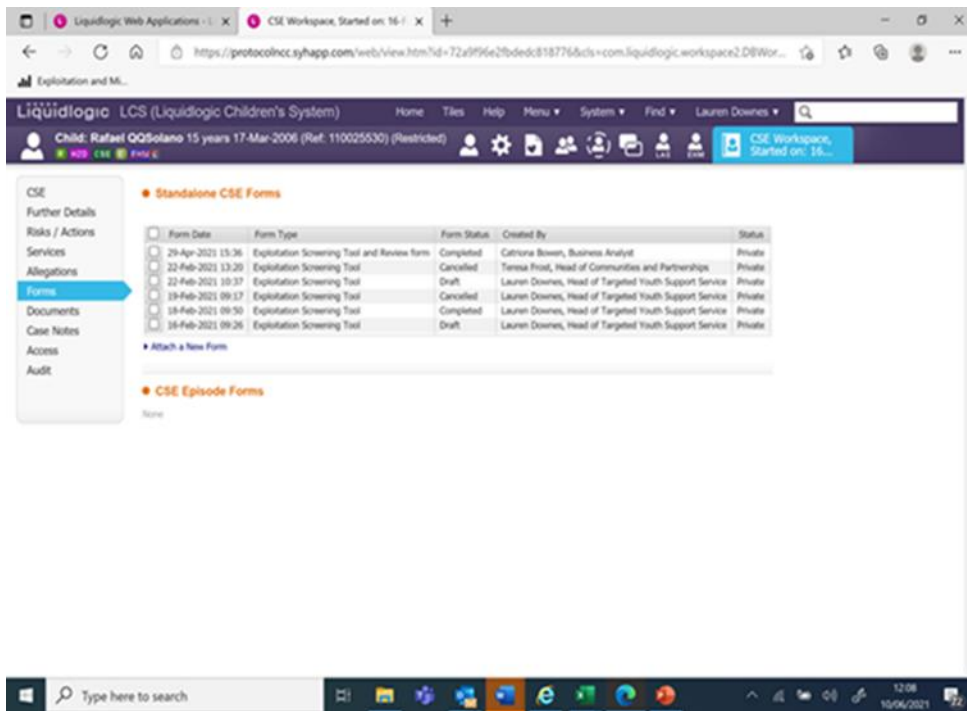 Liquidlogic Web Applications - L
CSE Workspace, Started on: 16-F
https://protocolncc.syhapp.com/web/view.htm?id=72a9f96e2fbdedc818776&cls=com.liquidlogic.workspace2.DBWor...
Exploitation and Mi...
Liquidlogic LCS (Liquidlogic Children's System) Home Tiles Help Menu System Find Lauren Downes
Child: Rafael QQSolano 15 years 17-Mar-2006 (Ref: 110025530) (Restricted)
CSE Workspace,
Started on: 16...
CSE
Further Details
Risks / Actions
Services
Allegations
Forms
Documents
Case Notes
Access
Audit
Standalone CSE Forms
Form Date Form Type Form Status Created By Status
29-Apr-2021 15:36 Exploitation Screening Tool and Review form Completed Catriona Bowen, Business Analyst Private
22-Feb-2021 13:20 Exploitation Screening Tool Cancelled Teresa Frost, Head of Communities and Partnerships Private
22-Feb-2021 10:37 Exploitation Screening Tool Draft Lauren Downes, Head of Targeted Youth Support Service Private
19-Feb-2021 09:17 Exploitation Screening Tool Cancelled Lauren Downes, Head of Targeted Youth Support Service Private
18-Feb-2021 09:50 Exploitation Screening Tool Completed Lauren Downes, Head of Targeted Youth Support Service Private
16-Feb-2021 09:26 Exploitation Screening Tool Draft Lauren Downes, Head of Targeted Youth Support Service Private
Attach a New Form
CSE Episode Forms
None
Type here to search
12:08
10/06/2021